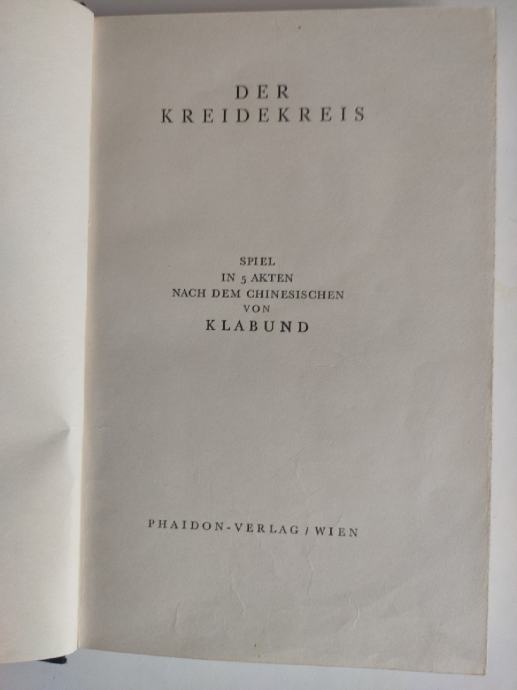 DER
KREIDEKREIS
SPIEL
IN 5 AKTEN
NACH DEM CHINESISCHEN
VON
KLABUND
PHAIDON-VERLAG / WIEN